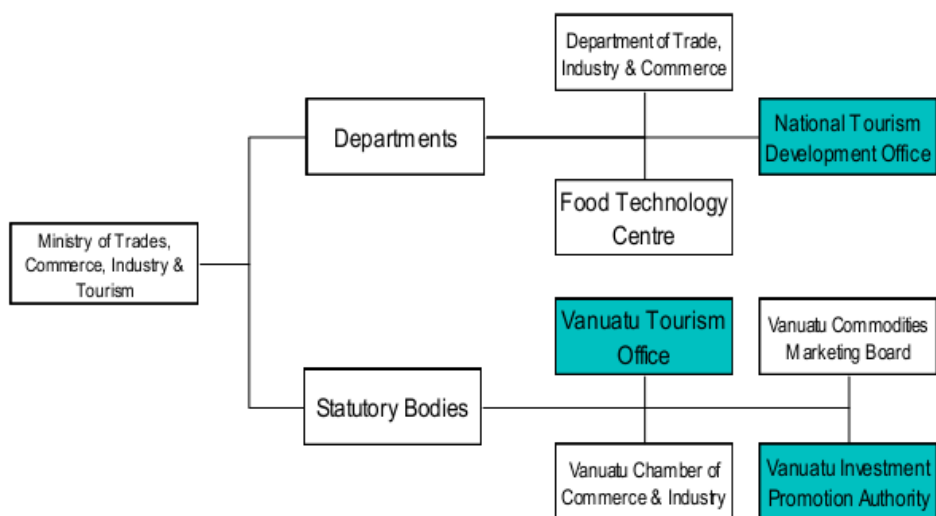 Department of Trade,
Industry & Commerce
Departments
National Tourism
Development Office
Food Technology
Centre
Ministry of Trades,
Commerce, Industry &
Tourism
Vanuatu Tourism
Office
Vanuatu Commodities
Marketing Board
Statutory Bodies
Vanuatu Chamber of
Commerce & Industry
Vanuatu Investment
Promotion Authority